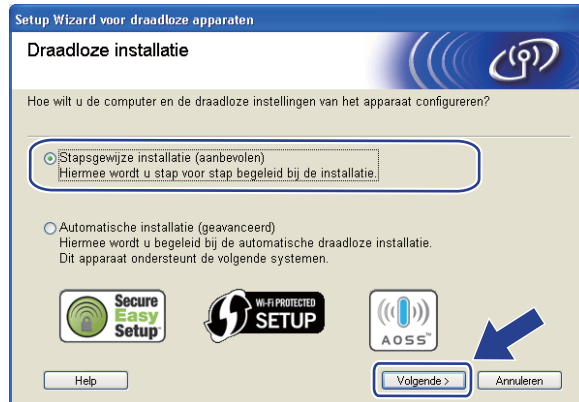 Setup Wizard voor draadloze apparaten
Draadloze installatie
Hoe wilt u de computer en de draadloze instellingen van het apparaat configureren?
Stapsgewijze installatie (aanbevolen)
Hiermee wordt u stap voor stap begeleid bij de installatie.
Automatische installatie (geavanceerd)
Hiermee wordt u begeleid bij de automatische draadloze installatie.
Dit apparaat ondersteunt de volgende systemen.
Secure
Easy
Setup™
WI-FI PROTECTED
SETUP
AOSS™
Help
Volgende >
Annuleren